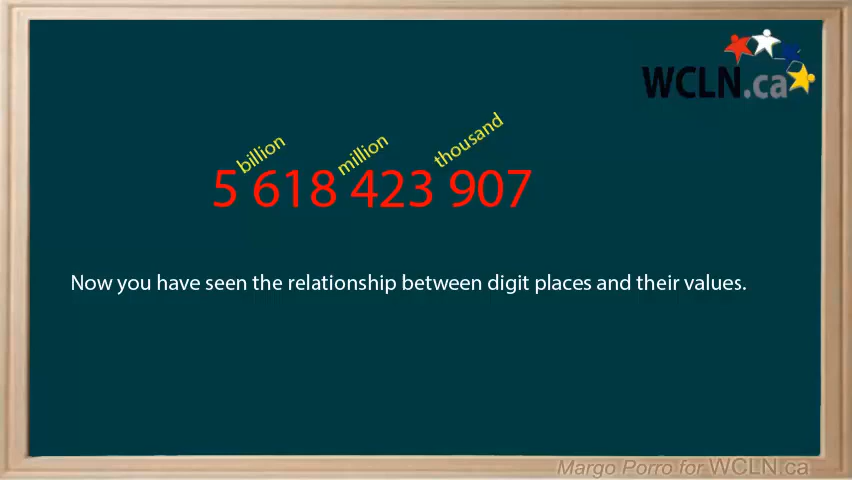 WCLN.ca
billion million thousand
5 618 423 907
Now you have seen the relationship between digit places and their values.
Margo Porro for WCLN.ca